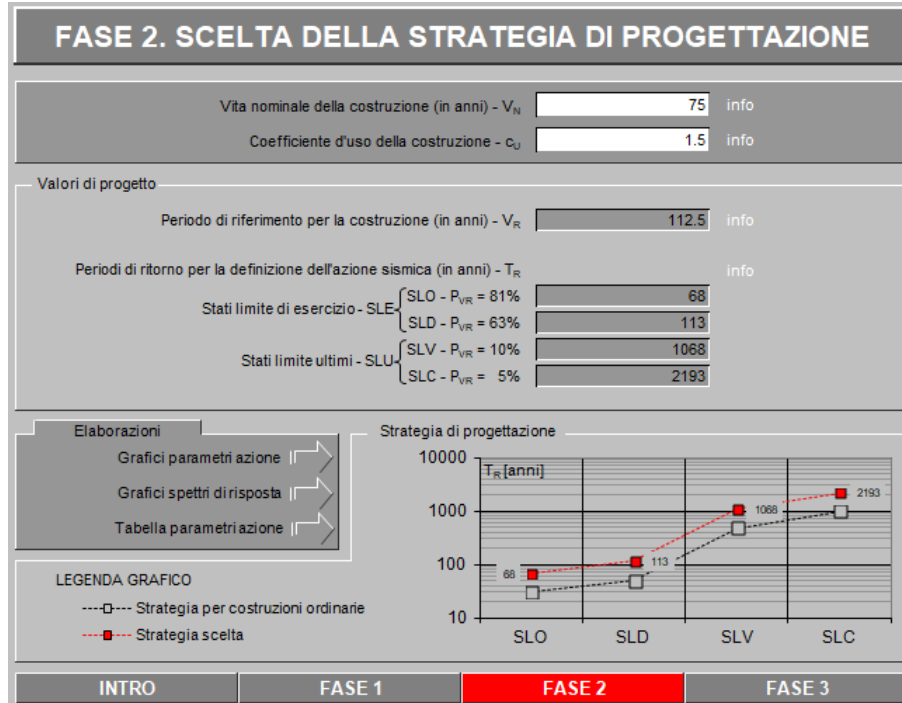 FASE 2. SCELTA DELLA STRATEGIA DI PROGETTAZIONE
Vita nominale della costruzione (in anni) - VN 75 info
Coefficiente d'uso della costruzione - cU 1.5 info
Valori di progetto
Periodo di riferimento per la costruzione (in anni) - VR 112.5 info
Periodi di ritorno per la definizione dell'azione sismica (in anni) - TR info
Stati limite di esercizio - SLE
SLO - PVR = 81% 68
SLD - PVR = 63% 113
Stati limite ultimi - SLU
SLV - PVR = 10% 1068
SLC - PVR = 5% 2193
Elaborazioni
Grafici parametri azione
Grafici spettri di risposta
Tabella parametri azione
LEGENDA GRAFICO
Strategia per costruzioni ordinarie
Strategia scelta
Strategia di progettazione
TR [anni]
10000
1000
100
10
68
113
1068
2193
SLO SLD SLV SLC
INTRO FASE 1 FASE 2 FASE 3